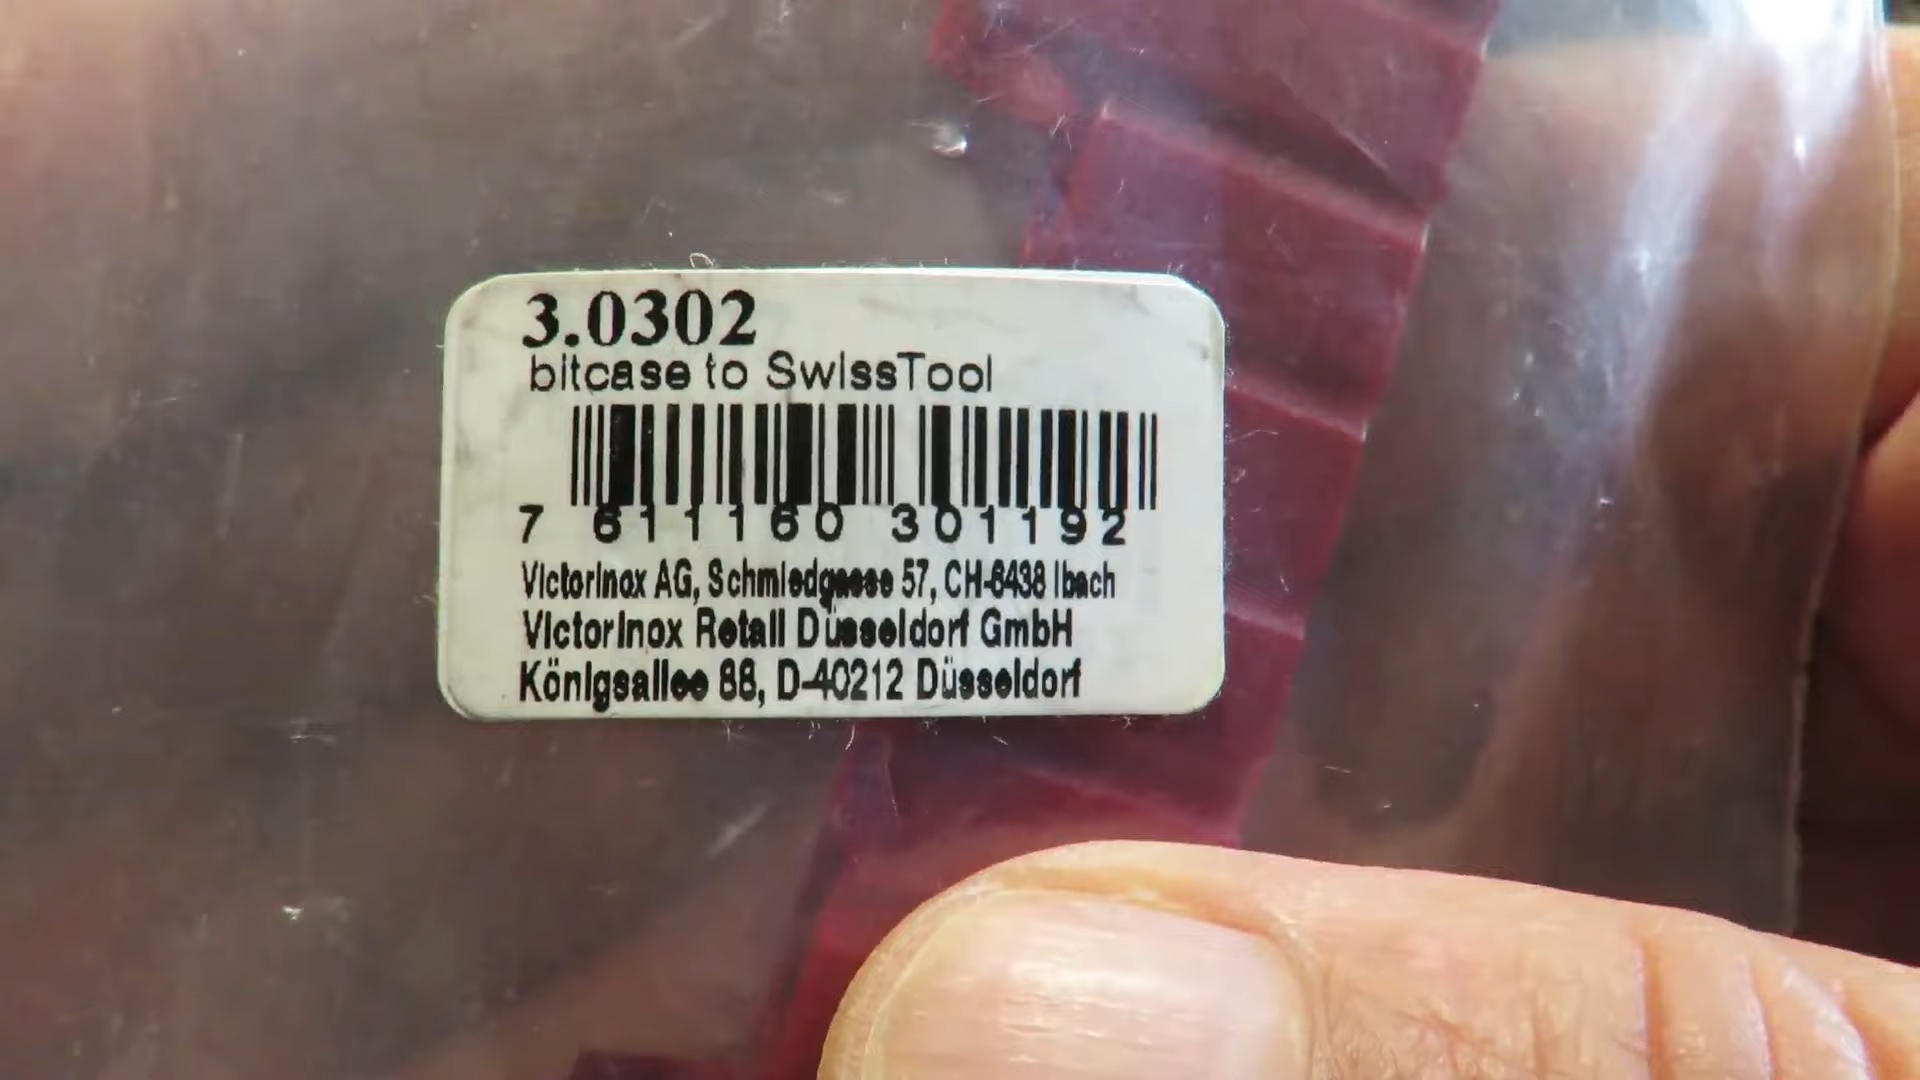 3.0302
bitcase to SwissTool
7 611160 301192
Victorinox AG, Schmiedgasse 57, CH-6438 Ibach
Victorinox Retail Düsseldorf GmbH
Königsallee 88, D-40212 Düsseldorf